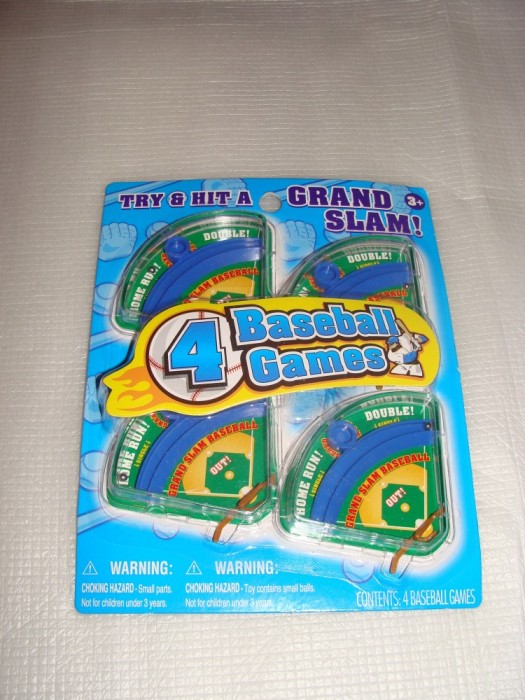 TRY & HIT A GRAND SLAM!
3+
DOUBLE!
HOME RUN!
GRAND SLAM BASEBALL
DOUBLE!
4 Baseball Games
HOME RUN!
GRAND SLAM BASEBALL
OUT!
DOUBLE!
HOME RUN!
GRAND SLAM BASEBALL
OUT!
WARNING:
CHOKING HAZARD - Small parts.
Not for children under 3 years.
WARNING:
CHOKING HAZARD - Toy contains small balls.
Not for children under 3 years.
CONTENTS: 4 BASEBALL GAMES